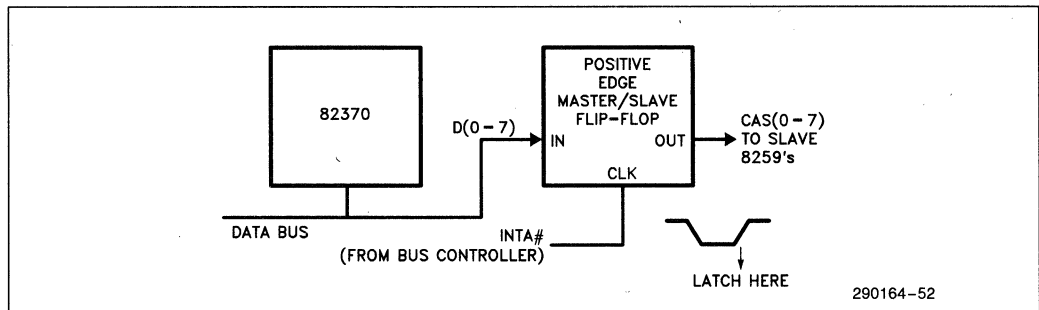 82370
POSITIVE
EDGE
MASTER/SLAVE
FLIP-FLOP
D(0-7)
IN
OUT
CLK
CAS(0-7)
TO SLAVE
8259's
DATA BUS
INTA#
(FROM BUS CONTROLLER)
LATCH HERE
290164-52